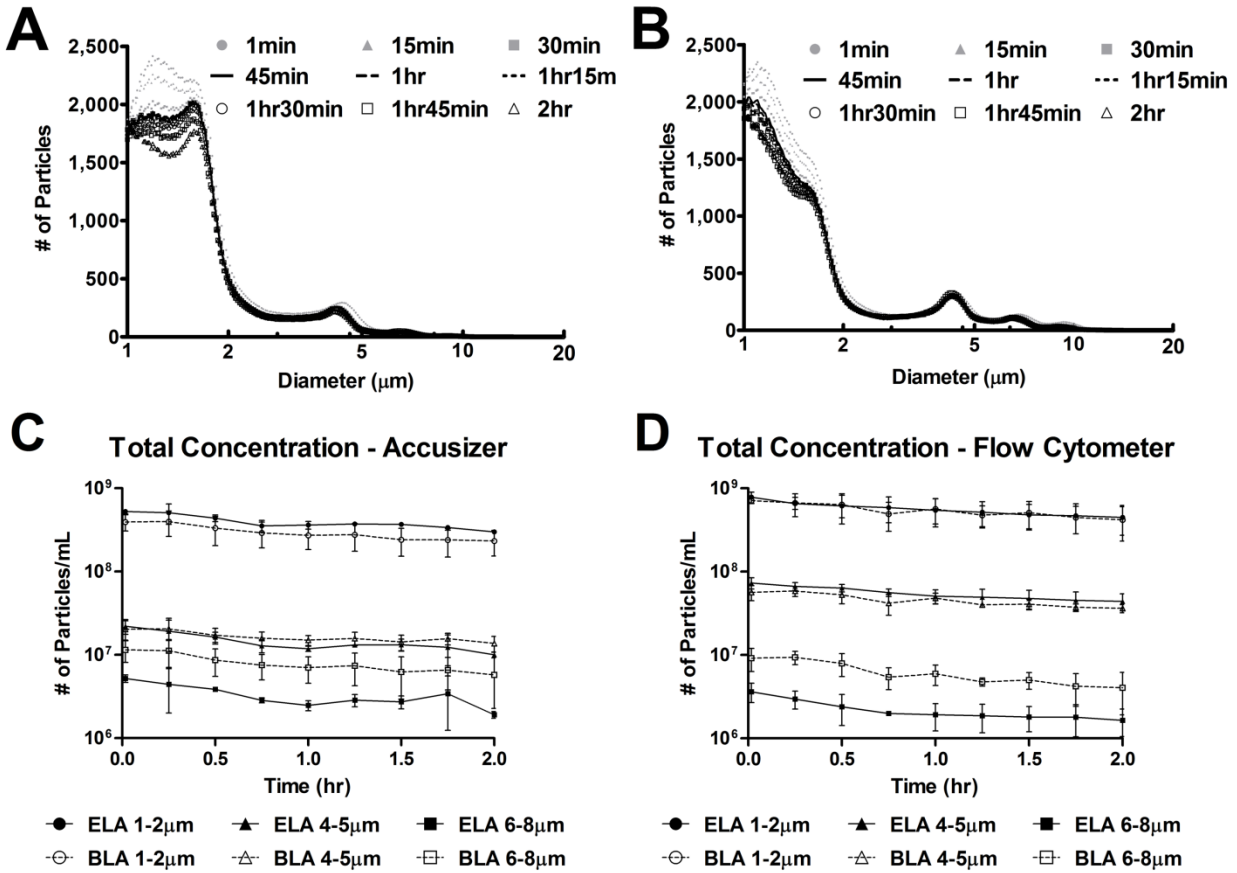 A
2,500
2,000
1,500
1,000
500
0
# of Particles
1min 15min 30min
45min 1hr 1hr15m
1hr30min 1hr45min 2hr
1 2 5 10 20
Diameter (μm)
B
2,500
2,000
1,500
1,000
500
0
# of Particles
1min 15min 30min
45min 1hr 1hr15min
1hr30min 1hr45min 2hr
1 2 5 10 20
Diameter (μm)
C
Total Concentration - Accusizer
10⁹
10⁸
10⁷
10⁶
# of Particles/mL
0.0 0.5 1.0 1.5 2.0
Time (hr)
ELA 1-2μm ELA 4-5μm ELA 6-8μm
BLA 1-2μm BLA 4-5μm BLA 6-8μm
D
Total Concentration - Flow Cytometer
10⁹
10⁸
10⁷
10⁶
# of Particles/mL
0.0 0.5 1.0 1.5 2.0
Time (hr)
ELA 1-2μm ELA 4-5μm ELA 6-8μm
BLA 1-2μm BLA 4-5μm BLA 6-8μm